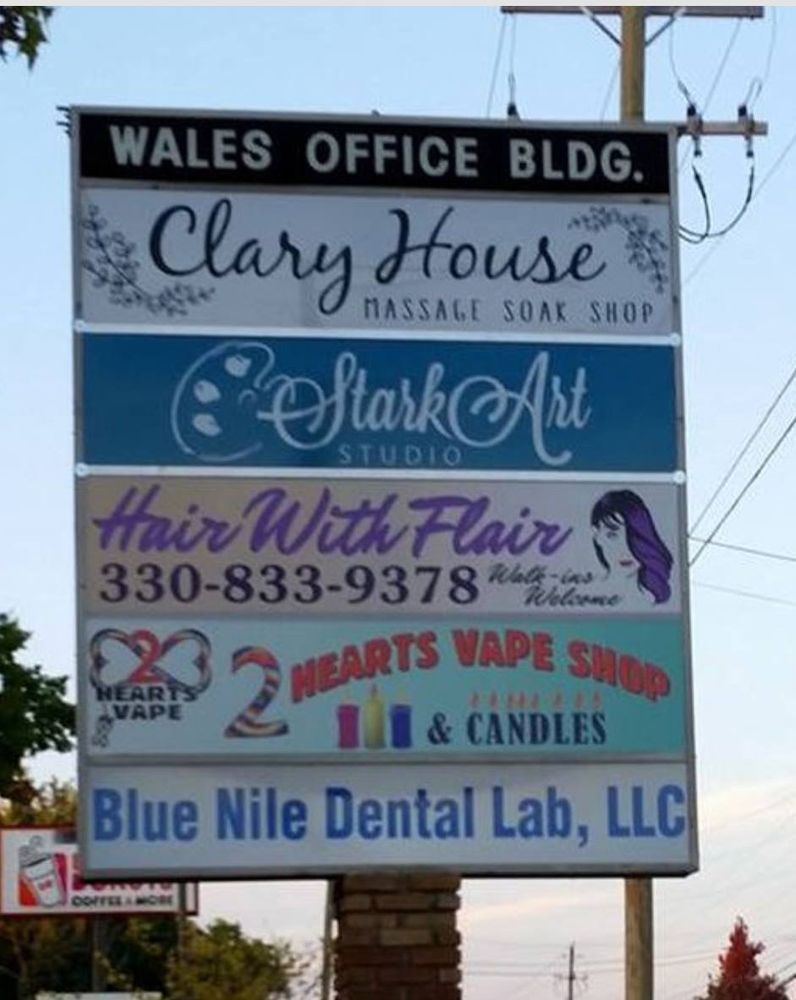 WALES OFFICE BLDG.
Clary House
MASSAGE SOAK SHOP
StarkArt
STUDIO
Hair With Flair
330-833-9378
Walk-ins
Welcome
2
HEARTS
VAPE
2 HEARTS VAPE SHOP
& CANDLES
Blue Nile Dental Lab, LLC
COFFEE & MORE